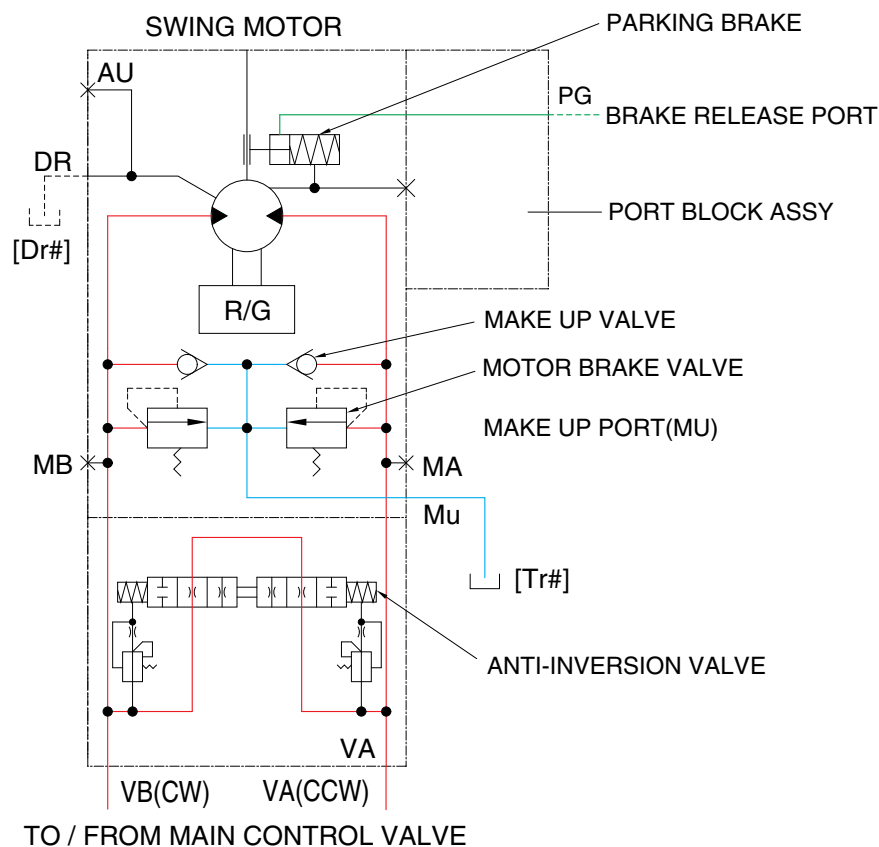 SWING MOTOR
PARKING BRAKE
AU
PG
BRAKE RELEASE PORT
DR
[Dr#]
PORT BLOCK ASSY
R/G
MAKE UP VALVE
MOTOR BRAKE VALVE
MAKE UP PORT(MU)
MB
MA
Mu
[Tr#]
ANTI-INVERSION VALVE
VA
VB(CW)
VA(CCW)
TO / FROM MAIN CONTROL VALVE